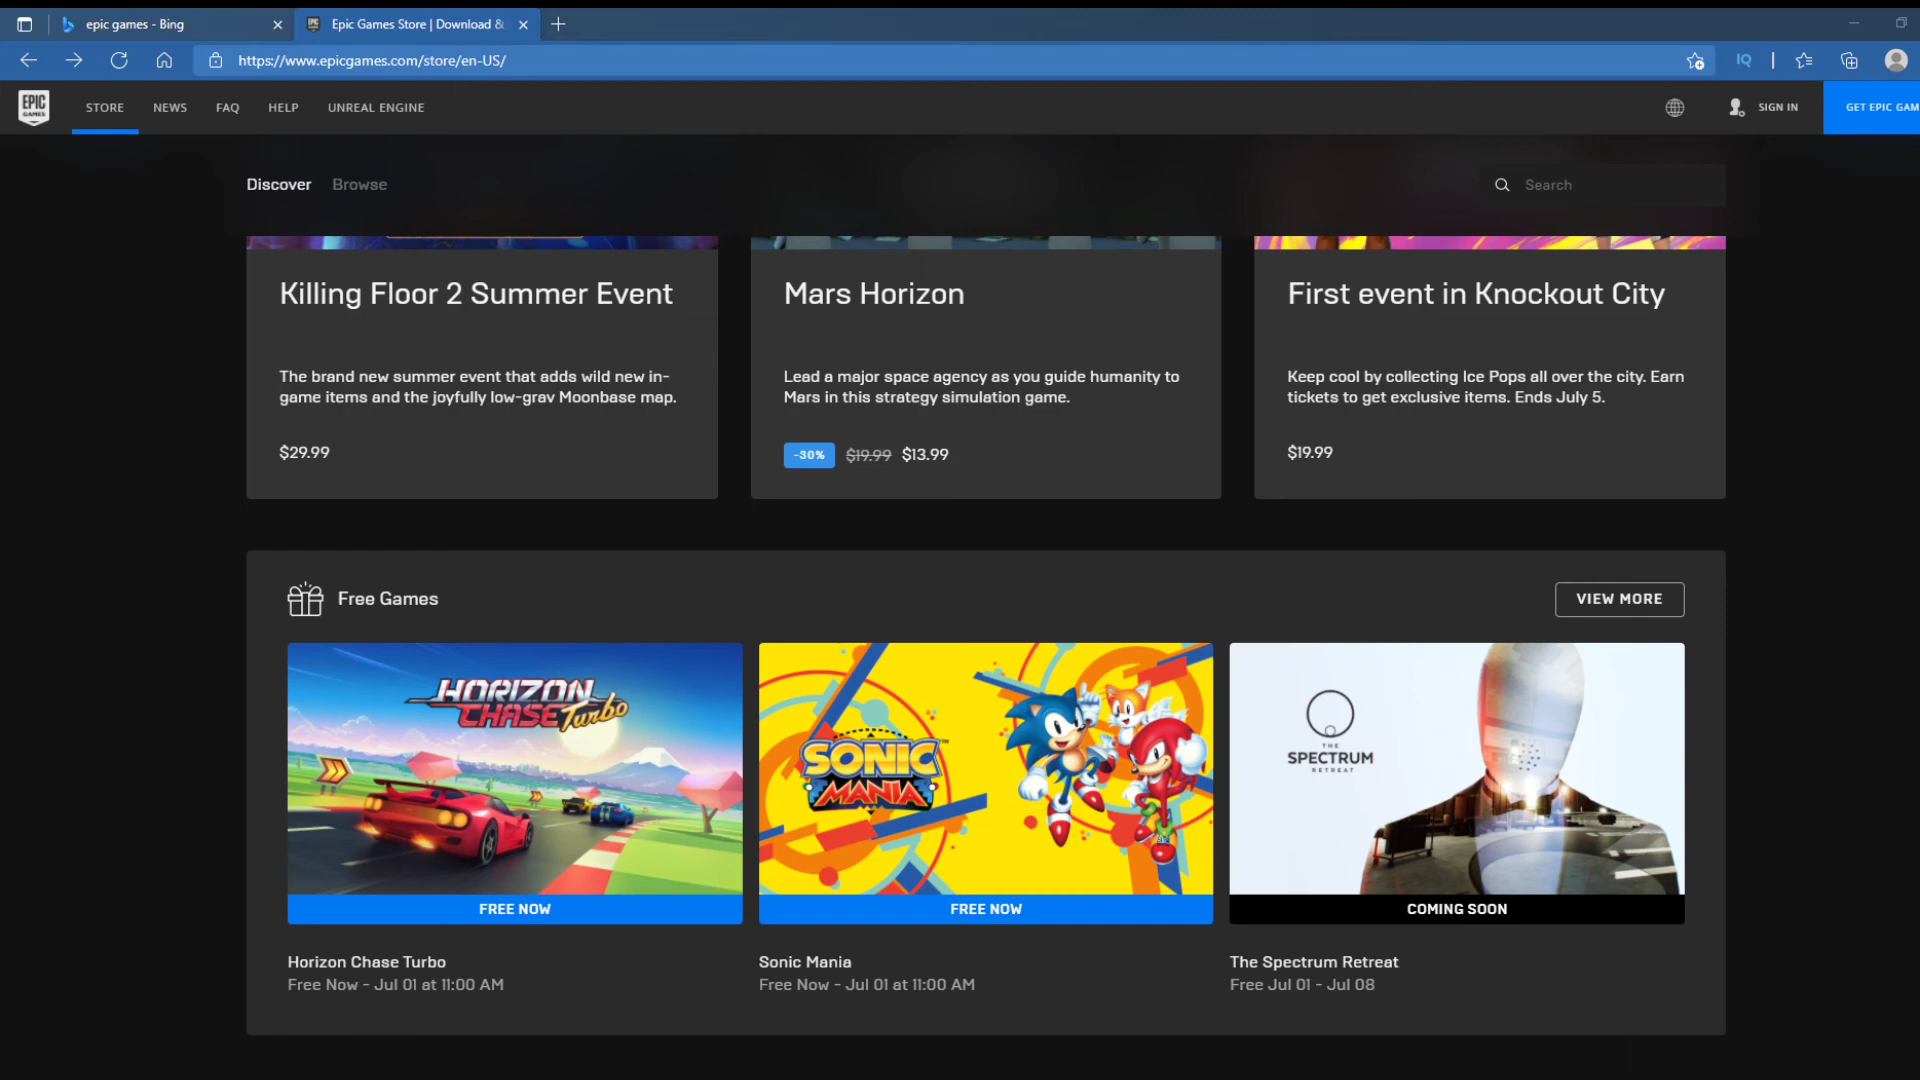 epic games - Bing
Epic Games Store | Download &
https://www.epicgames.com/store/en-US/
IQ
EPIC
GAMES
STORE
NEWS
FAQ
HELP
UNREAL ENGINE
SIGN IN
GET EPIC GAM
Discover
Browse
Search
Killing Floor 2 Summer Event
The brand new summer event that adds wild new in-
game items and the joyfully low-grav Moonbase map.
$29.99
Mars Horizon
Lead a major space agency as you guide humanity to
Mars in this strategy simulation game.
-30% $19.99 $13.99
First event in Knockout City
Keep cool by collecting Ice Pops all over the city. Earn
tickets to get exclusive items. Ends July 5.
$19.99
Free Games
VIEW MORE
HORIZON
CHASE Turbo
FREE NOW
Horizon Chase Turbo
Free Now - Jul 01 at 11:00 AM
SONIC
MANIA
TM
FREE NOW
Sonic Mania
Free Now - Jul 01 at 11:00 AM
THE
SPECTRUM
RETREAT
COMING SOON
The Spectrum Retreat
Free Jul 01 - Jul 08